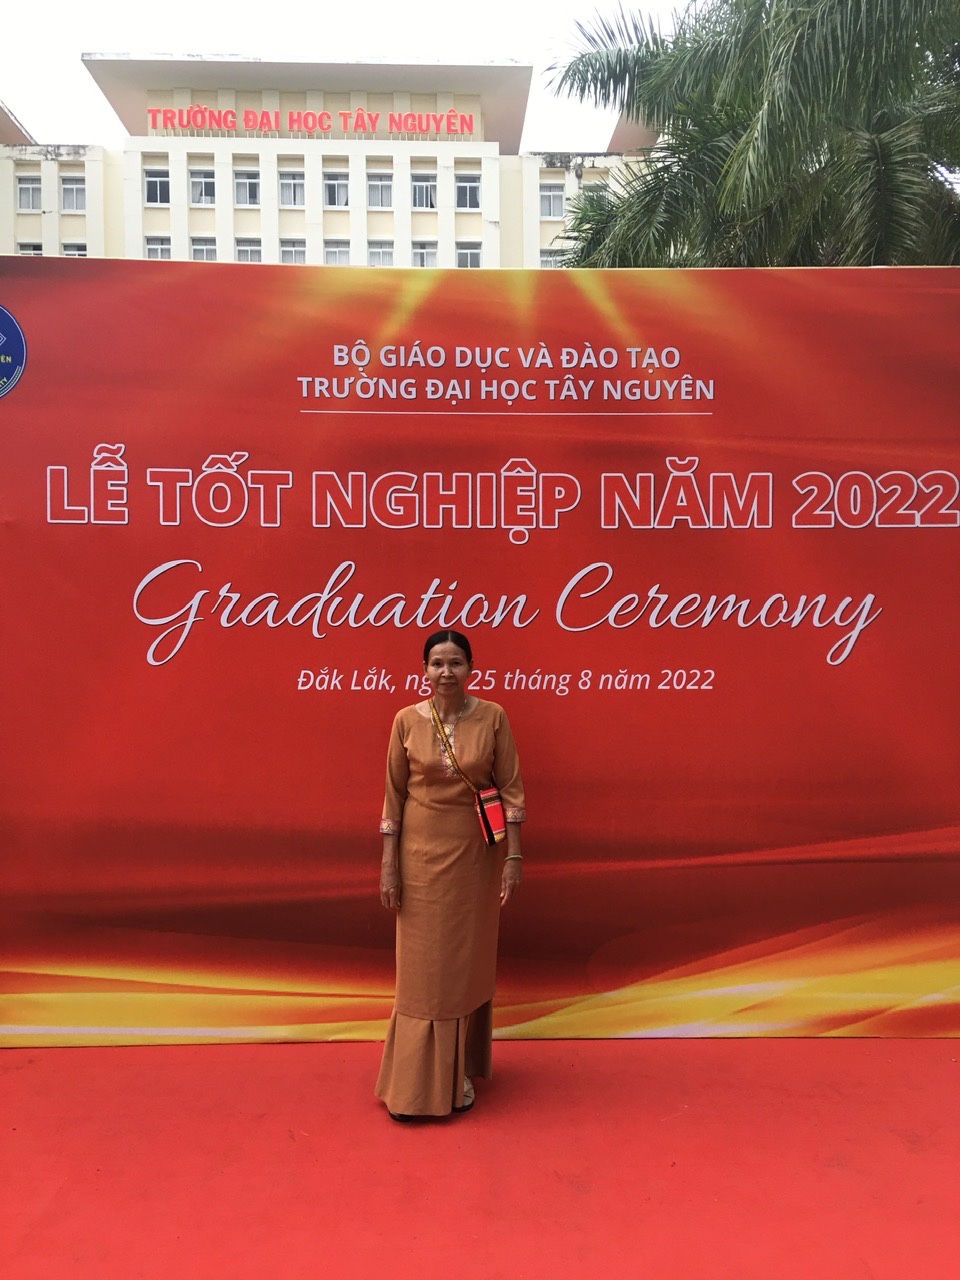 TRƯỜNG ĐẠI HỌC TÂY NGUYÊN
BỘ GIÁO DỤC VÀ ĐÀO TẠO
TRƯỜNG ĐẠI HỌC TÂY NGUYÊN
LỄ TỐT NGHIỆP NĂM 2022
Graduation Ceremony
Đắk Lắk, 25 tháng 8 năm 2022